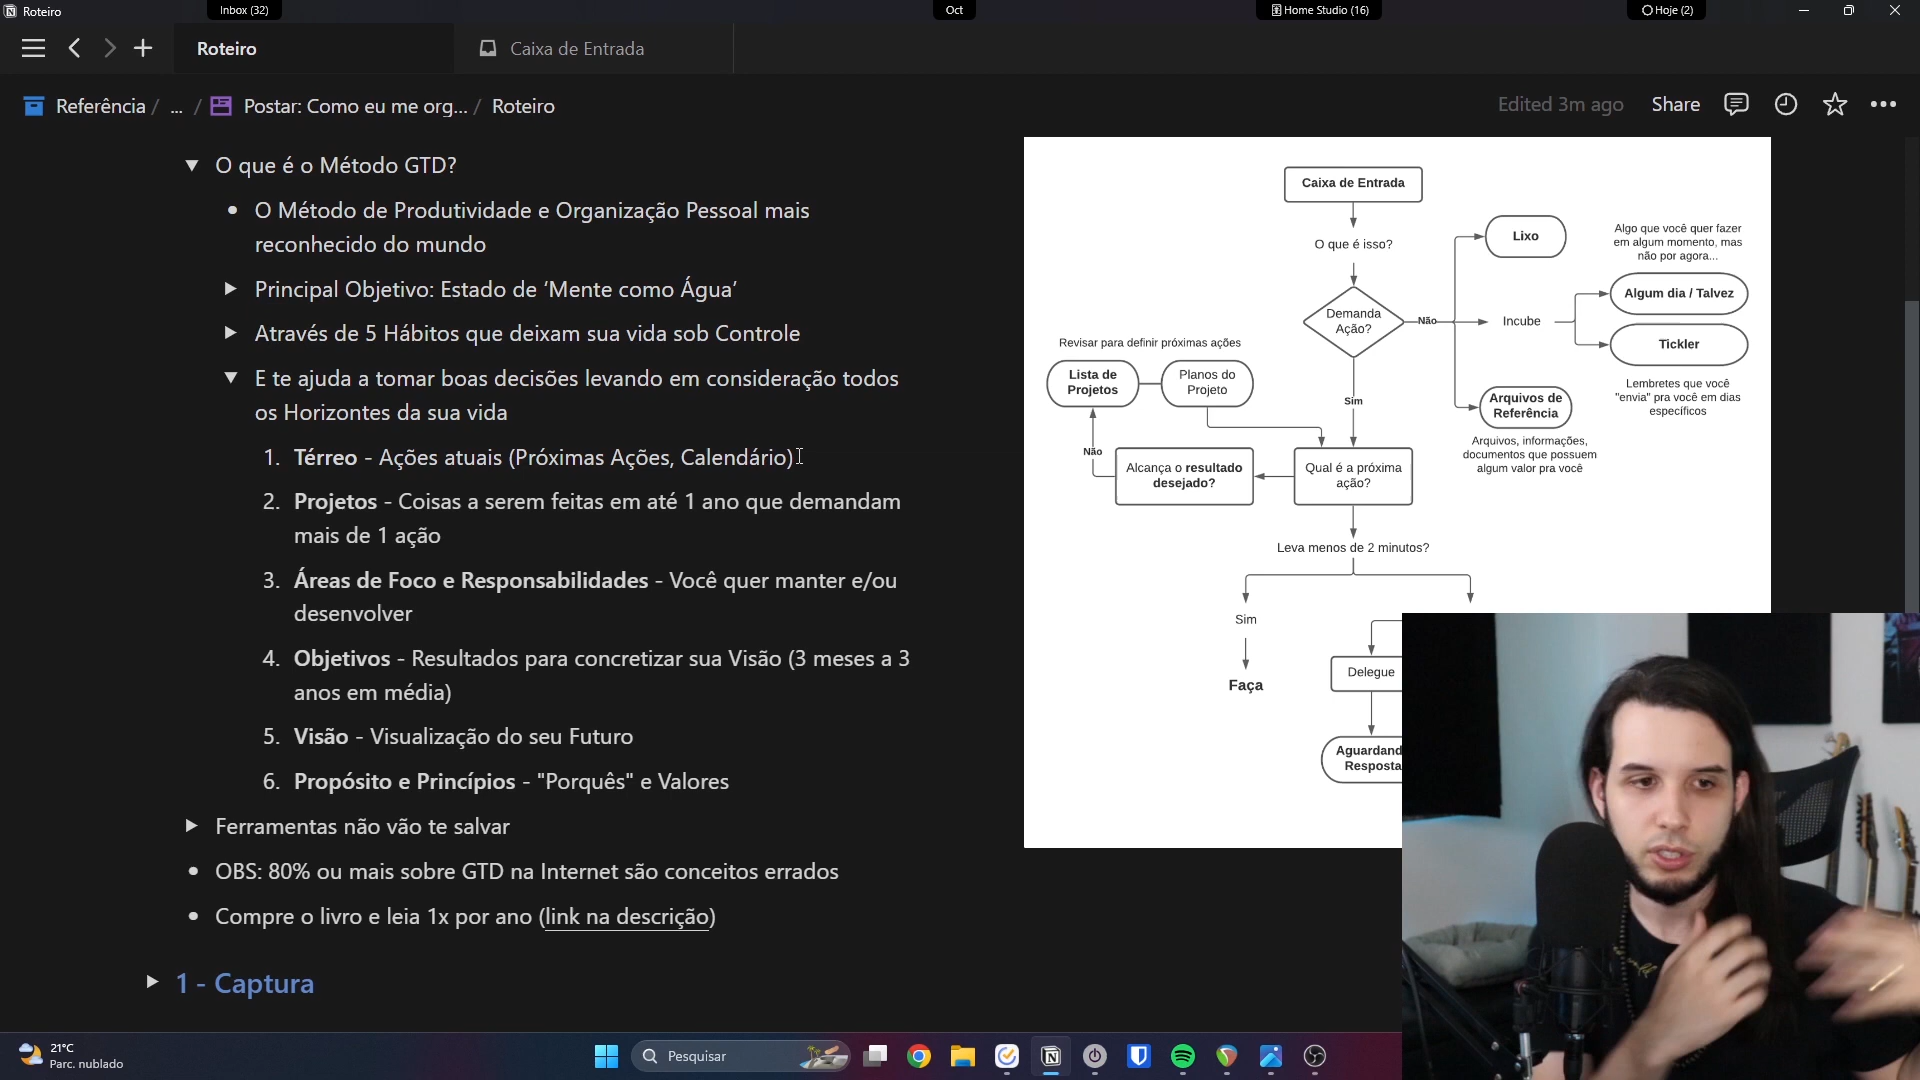 Roteiro
Inbox (32)
Oct
Home Studio (16)
Hoje (2)
Roteiro
Caixa de Entrada
Referência / ... / Postar: Como eu me org... / Roteiro
Edited 3m ago
Share
O que é o Método GTD?
O Método de Produtividade e Organização Pessoal mais
reconhecido do mundo
Principal Objetivo: Estado de 'Mente como Água'
Através de 5 Hábitos que deixam sua vida sob Controle
E te ajuda a tomar boas decisões levando em consideração todos
os Horizontes da sua vida
1. Térreo - Ações atuais (Próximas Ações, Calendário)
2. Projetos - Coisas a serem feitas em até 1 ano que demandam
mais de 1 ação
3. Áreas de Foco e Responsabilidades - Você quer manter e/ou
desenvolver
4. Objetivos - Resultados para concretizar sua Visão (3 meses a 3
anos em média)
5. Visão - Visualização do seu Futuro
6. Propósito e Princípios - "Porquês" e Valores
Ferramentas não vão te salvar
OBS: 80% ou mais sobre GTD na Internet são conceitos errados
Compre o livro e leia 1x por ano (link na descrição)
1 - Captura
Caixa de Entrada
O que é isso?
Demanda
Ação?
Não
Lixo
Incube
Algo que você quer fazer
em algum momento, mas
não por agora...
Algum dia / Talvez
Tickler
Lembretes que você
"envia" pra você em dias
específicos
Arquivos de
Referência
Arquivos, informações,
documentos que possuem
algum valor pra você
Sim
Revisar para definir próximas ações
Lista de
Projetos
Planos do
Projeto
Não
Alcança o resultado
desejado?
Qual é a próxima
ação?
Leva menos de 2 minutos?
Sim
Faça
Delegue
Aguardand
Resposta
21°C
Parc. nublado
Pesquisar